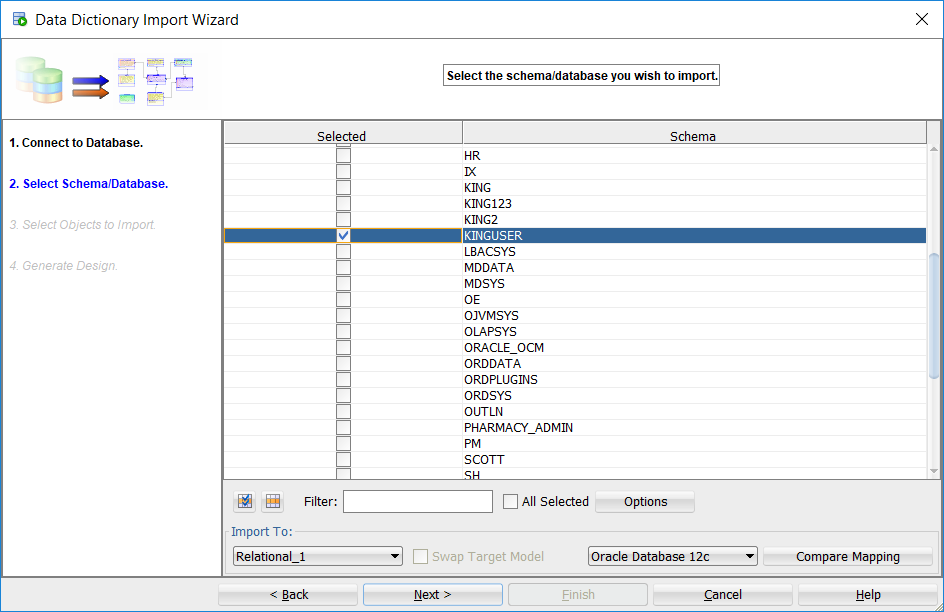 Data Dictionary Import Wizard
Select the schema/database you wish to import.
1. Connect to Database.
2. Select Schema/Database.
3. Select Objects to Import.
4. Generate Design.
Selected Schema
HR
IX
KING
KING123
KING2
KINGUSER
LBACSYS
MDDATA
MDSYS
OE
OJVMSYS
OLAPSYS
ORACLE_OCM
ORDDATA
ORDPLUGINS
ORDSYS
OUTLN
PHARMACY_ADMIN
PM
SCOTT
SH
Filter: All Selected Options
Import To:
Relational_1 Swap Target Model Oracle Database 12c Compare Mapping
< Back Next > Finish Cancel Help